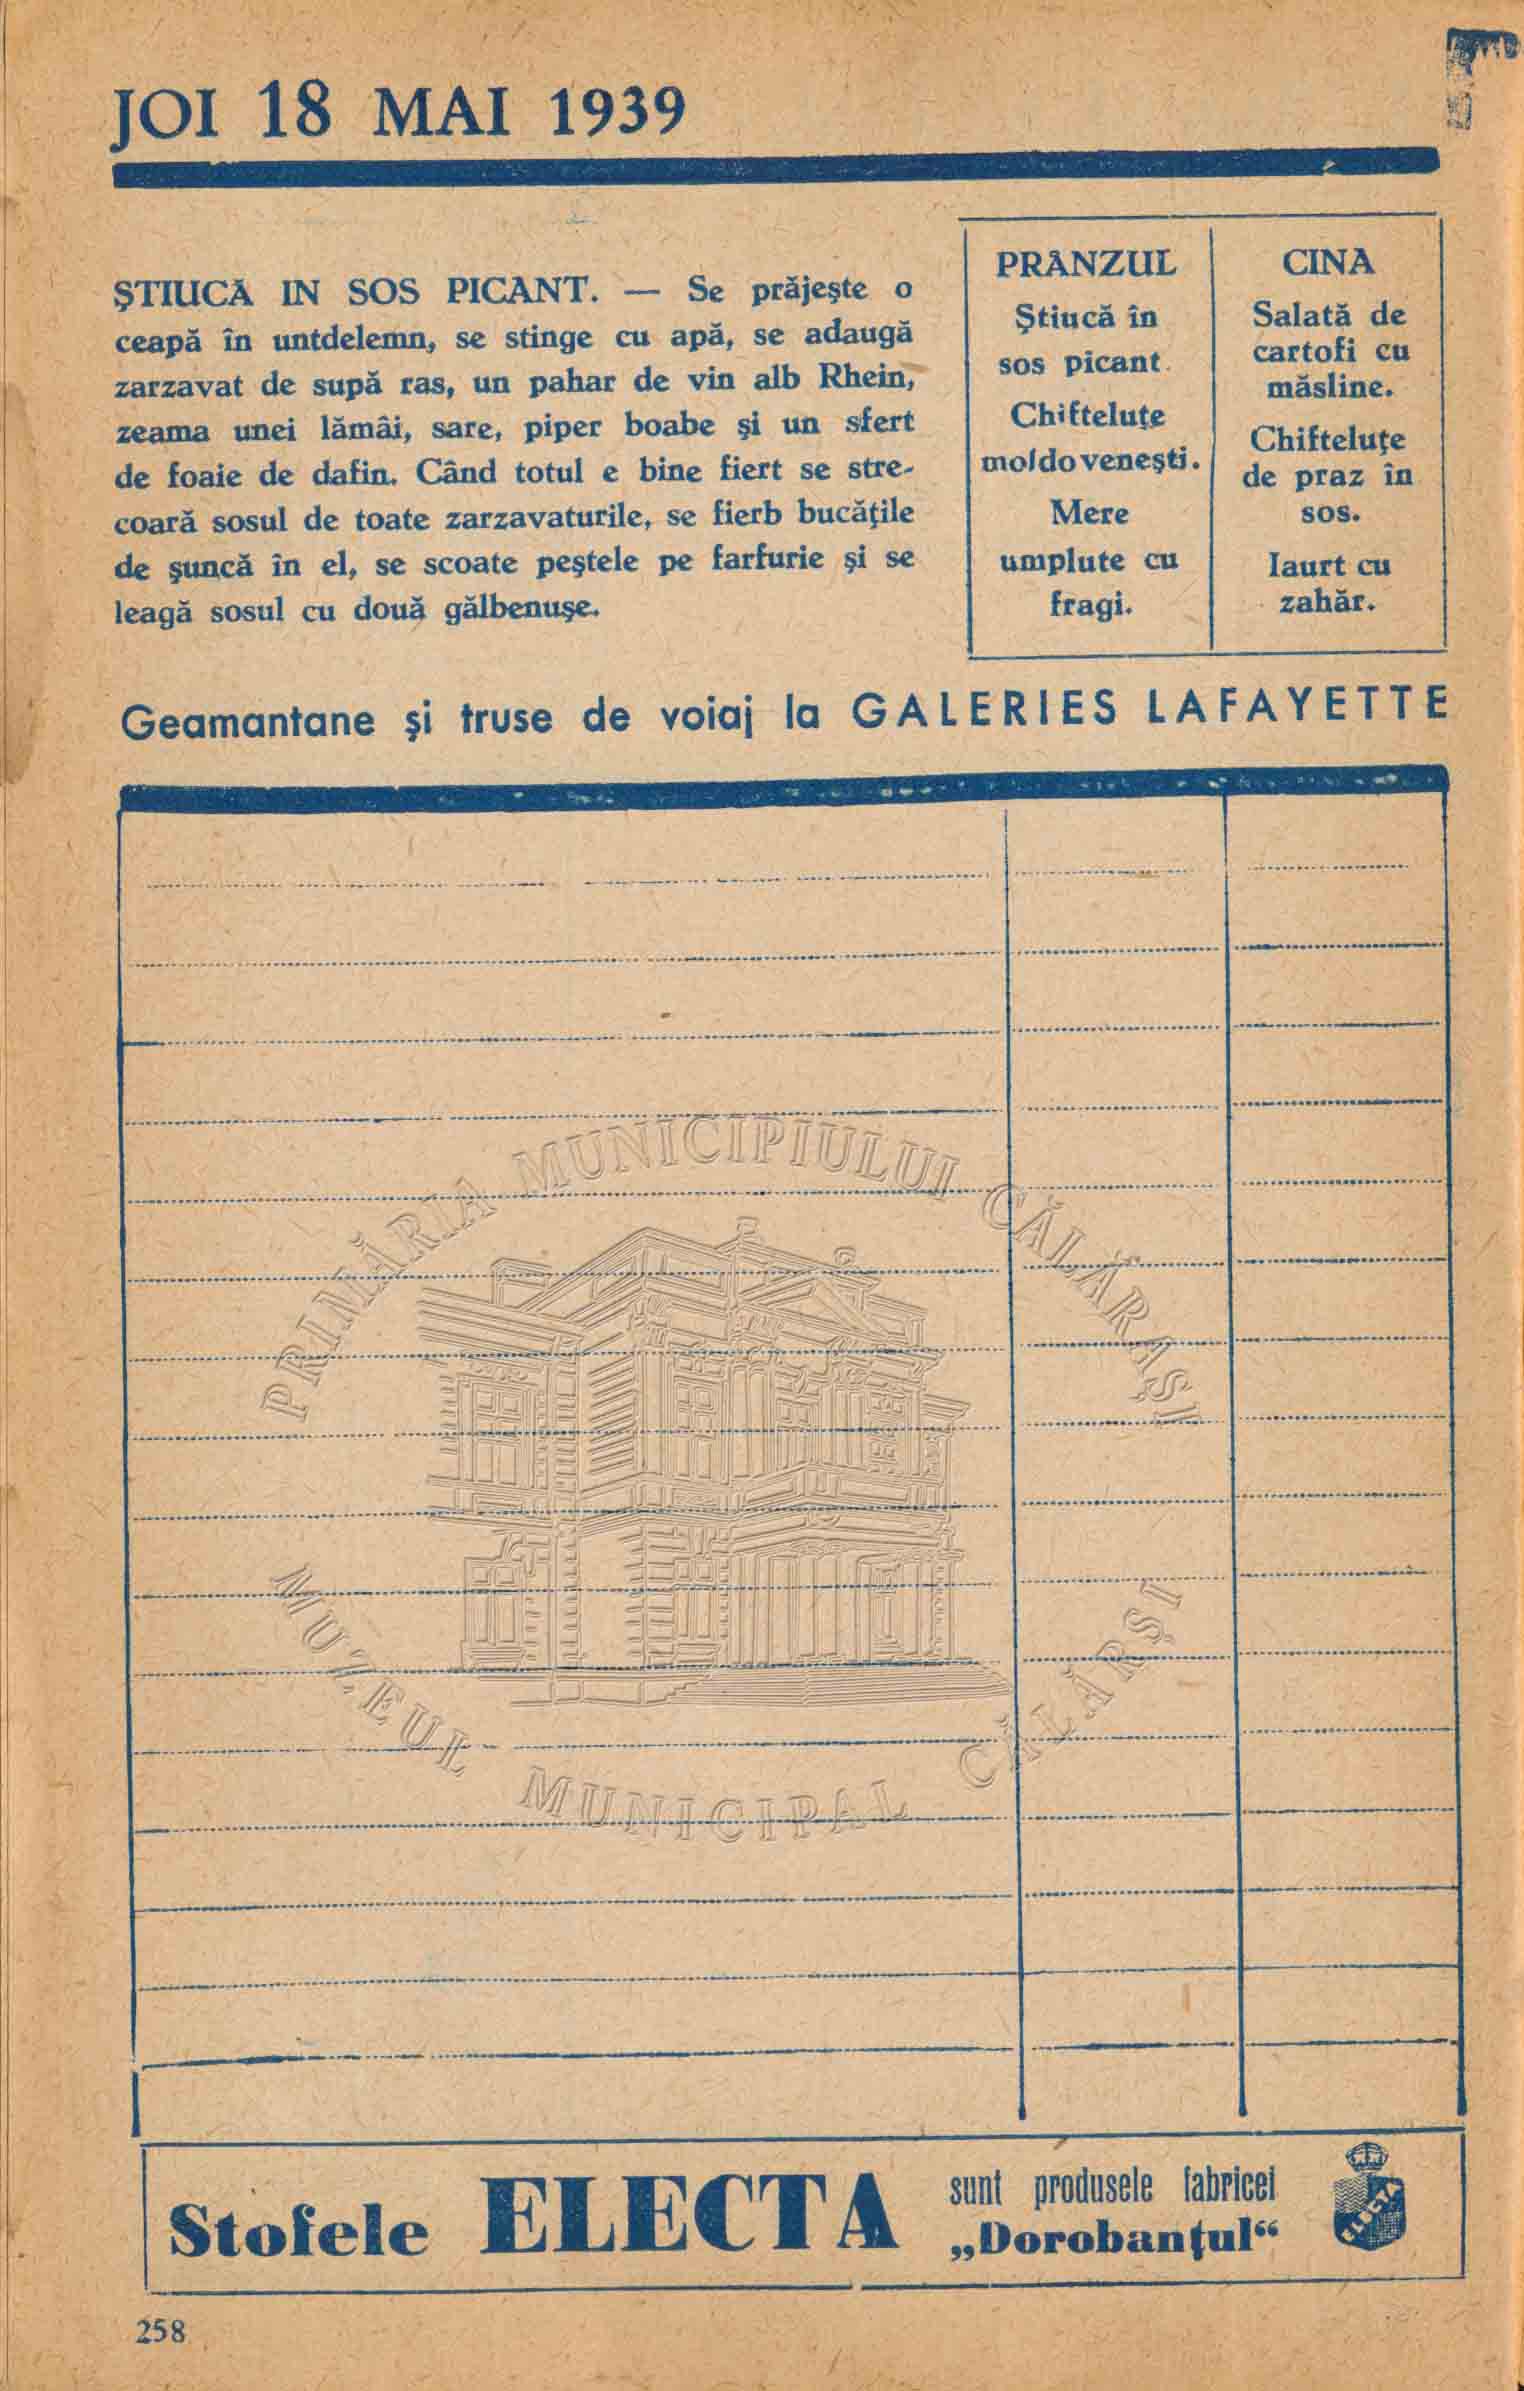 JOI 18 MAI 1939
ŞTIUCĂ IN SOS PICANT. — Se prăjeşte o
ceapă în untdelemn, se stinge cu apă, se adaugă
zarzavat de supă ras, un pahar de vin alb Rhein,
zeama unei lămâi, sare, piper boabe şi un sfert
de foaie de dafin. Când totul e bine fiert se stre-
coară sosul de toate zarzavaturile, se fierb bucăţile
de şuncă în el, se scoate peştele pe farfurie şi se
leagă sosul cu două gălbenuşe.
PRÂNZUL
Ştiucă în
sos picant.
Chifteluţe
moldoveneşti.
Mere
umplute cu
fragi.
CINA
Salată de
cartofi cu
măsline.
Chifteluţe
de praz în
sos.
Iaurt cu
zahăr.
Geamantane şi truse de voiaj la GALERIES LAFAYETTE
PRIMĂRIA MUNICIPIULUI CĂLĂRAŞI
MUZEUL MUNICIPAL CĂLĂRAŞI
Stofele ELECTA sunt produsele fabricei
„Dorobanţul“
ELECTA
258